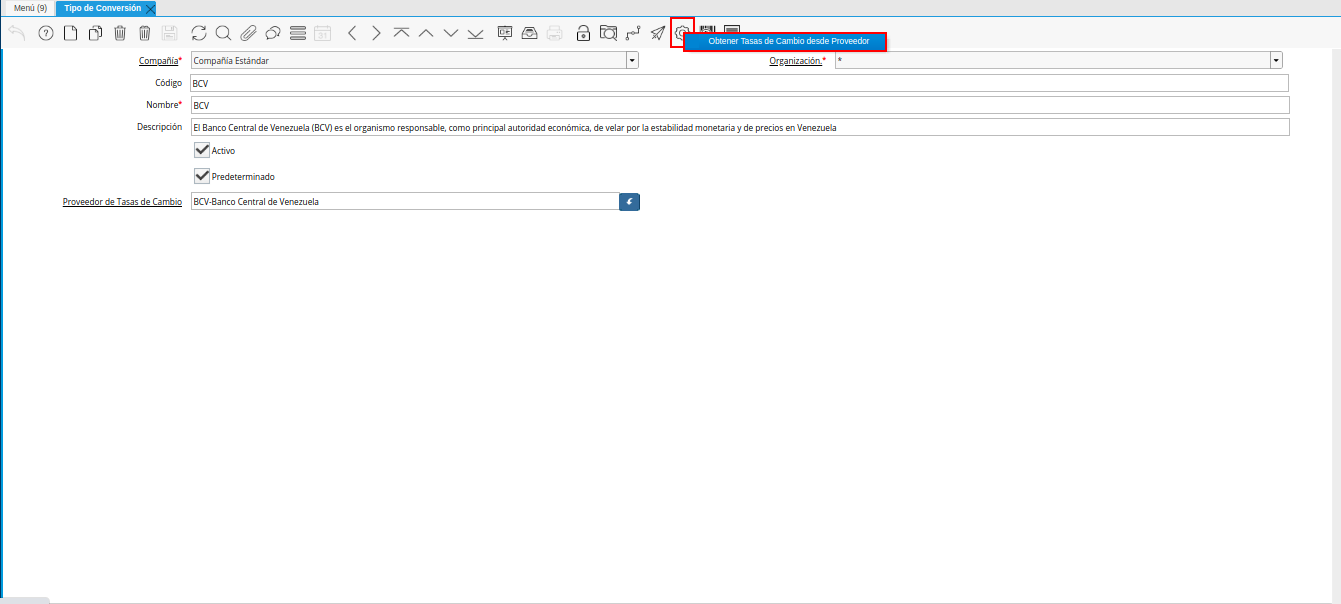 Menú (9) Tipo de Conversión
31
Obtener Tasas de Cambio desde Proveedor
Compañía* Compañía Estándar Organización.* *
Código BCV
Nombre* BCV
Descripción El Banco Central de Venezuela (BCV) es el organismo responsable, como principal autoridad económica, de velar por la estabilidad monetaria y de precios en Venezuela
Activo
Predeterminado
Proveedor de Tasas de Cambio BCV-Banco Central de Venezuela